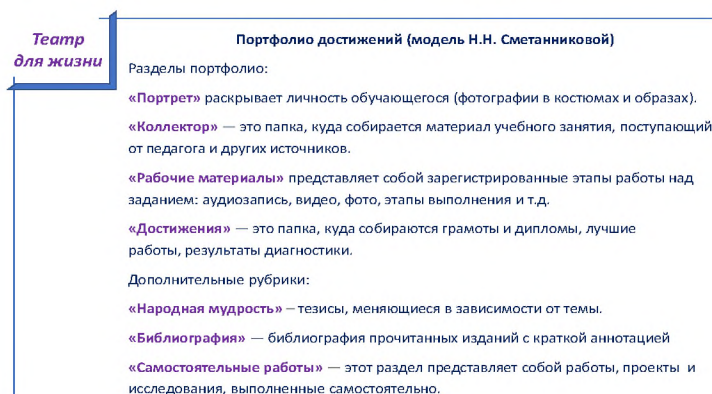 Театр
для жизни
Портфолио достижений (модель Н.Н. Сметанниковой)
Разделы портфолио:
«Портрет» раскрывает личность обучающегося (фотографии в костюмах и образах).
«Коллектор» — это папка, куда собирается материал учебного занятия, поступающий
от педагога и других источников.
«Рабочие материалы» представляет собой зарегистрированные этапы работы над
заданием: аудиозапись, видео, фото, этапы выполнения и т.д.
«Достижения» — это папка, куда собираются грамоты и дипломы, лучшие
работы, результаты диагностики.
Дополнительные рубрики:
«Народная мудрость» – тезисы, меняющиеся в зависимости от темы.
«Библиография» — библиография прочитанных изданий с краткой аннотацией
«Самостоятельные работы» — этот раздел представляет собой работы, проекты и
исследования, выполненные самостоятельно.